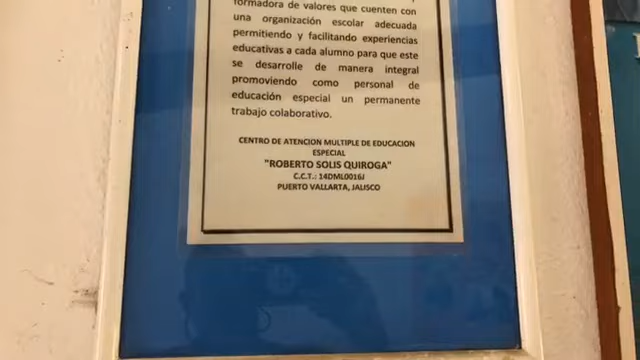 formadora de valores que cuenten con
una organización escolar adecuada
permitiendo y facilitando experiencias
educativas a cada alumno para que este
se desarrolle de manera integral
promoviendo como personal de
educación especial un permanente
trabajo colaborativo.
CENTRO DE ATENCION MULTIPLE DE EDUCACION
ESPECIAL
"ROBERTO SOLIS QUIROGA"
C.C.T.: 14DML0016J
PUERTO VALLARTA, JALISCO